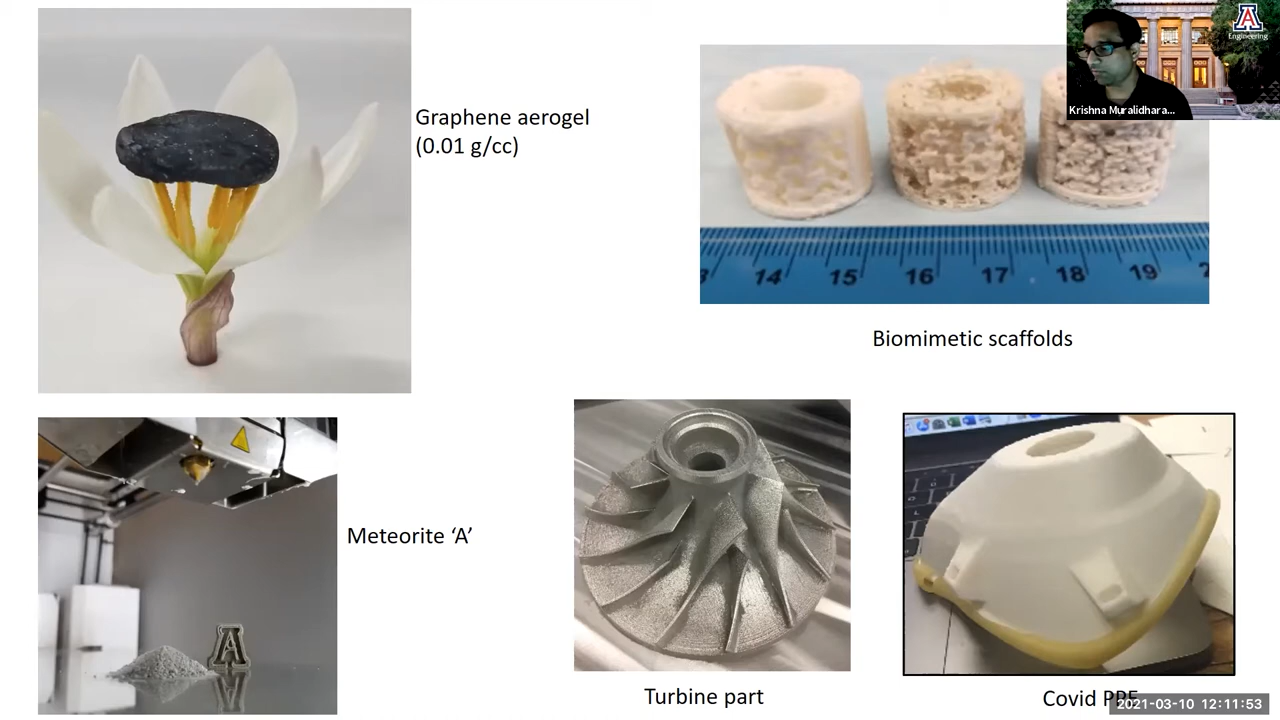 Graphene aerogel
(0.01 g/cc)
A
Engineering
Krishna Muralidhara...
14 15 16 17 18 19
Biomimetic scaffolds
Meteorite ‘A’
A
Turbine part
Covid PPE
2021-03-10 12:11:53